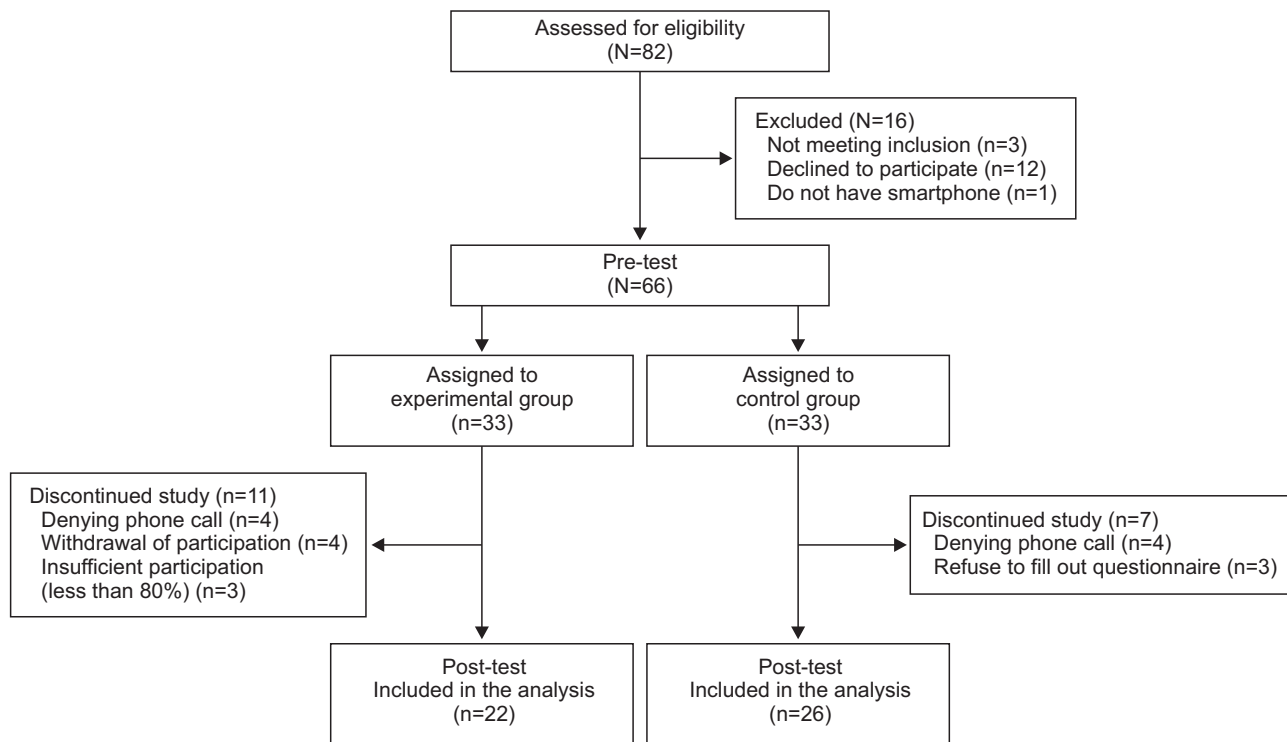 Assessed for eligibility
(N=82)
Excluded (N=16)
Not meeting inclusion (n=3)
Declined to participate (n=12)
Do not have smartphone (n=1)
Pre-test
(N=66)
Assigned to
experimental group
(n=33)
Assigned to
control group
(n=33)
Discontinued study (n=11)
Denying phone call (n=4)
Withdrawal of participation (n=4)
Insufficient participation
(less than 80%) (n=3)
Discontinued study (n=7)
Denying phone call (n=4)
Refuse to fill out questionnaire (n=3)
Post-test
Included in the analysis
(n=22)
Post-test
Included in the analysis
(n=26)